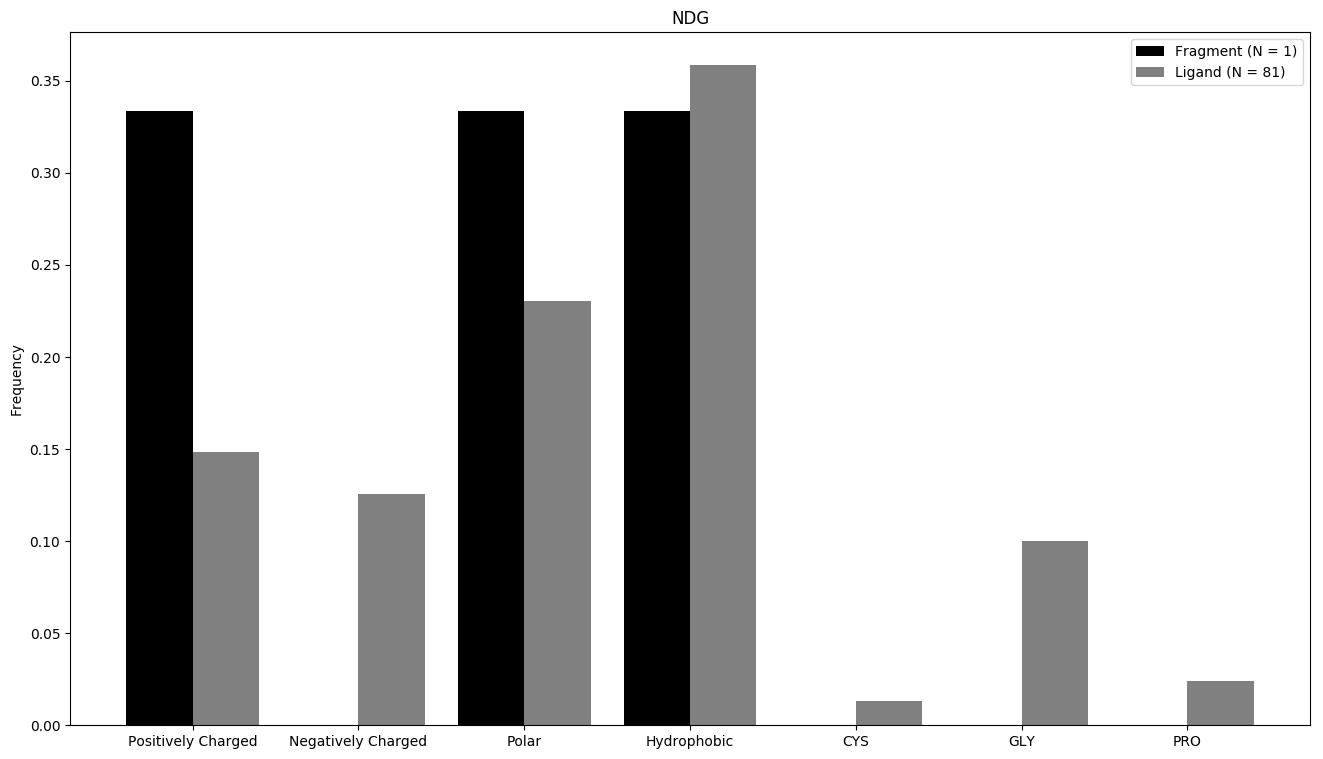 NDG
Fragment (N = 1)
Ligand (N = 81)
Frequency
0.35
0.30
0.25
0.20
0.15
0.10
0.05
0.00
Positively Charged
Negatively Charged
Polar
Hydrophobic
CYS
GLY
PRO